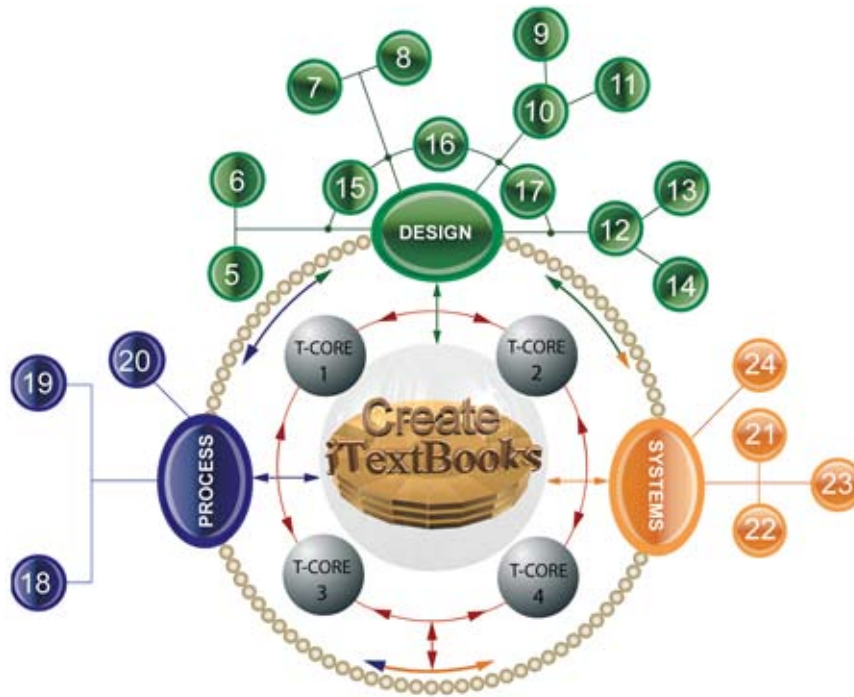 9
8
7
10
11
16
6
15
17
13
12
DESIGN
5
14
T-CORE
1
T-CORE
2
20
24
19
Create
iTextBooks
21
PROCESS
SYSTEMS
23
22
T-CORE
3
T-CORE
4
18